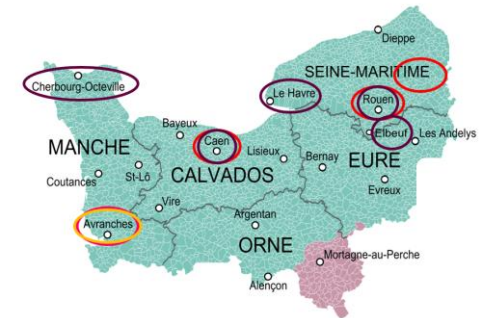 Dieppe
SEINE-MARITIME
Cherbourg-Octeville
Le Havre
Rouen
Bayeux
Elbeuf
Les Andelys
Caen
MANCHE
Lisieux
Bernay
EURE
St-Lô
CALVADOS
Coutances
Evreux
Vire
Avranches
Argentan
ORNE
Mortagne-au-Perche
Alençon